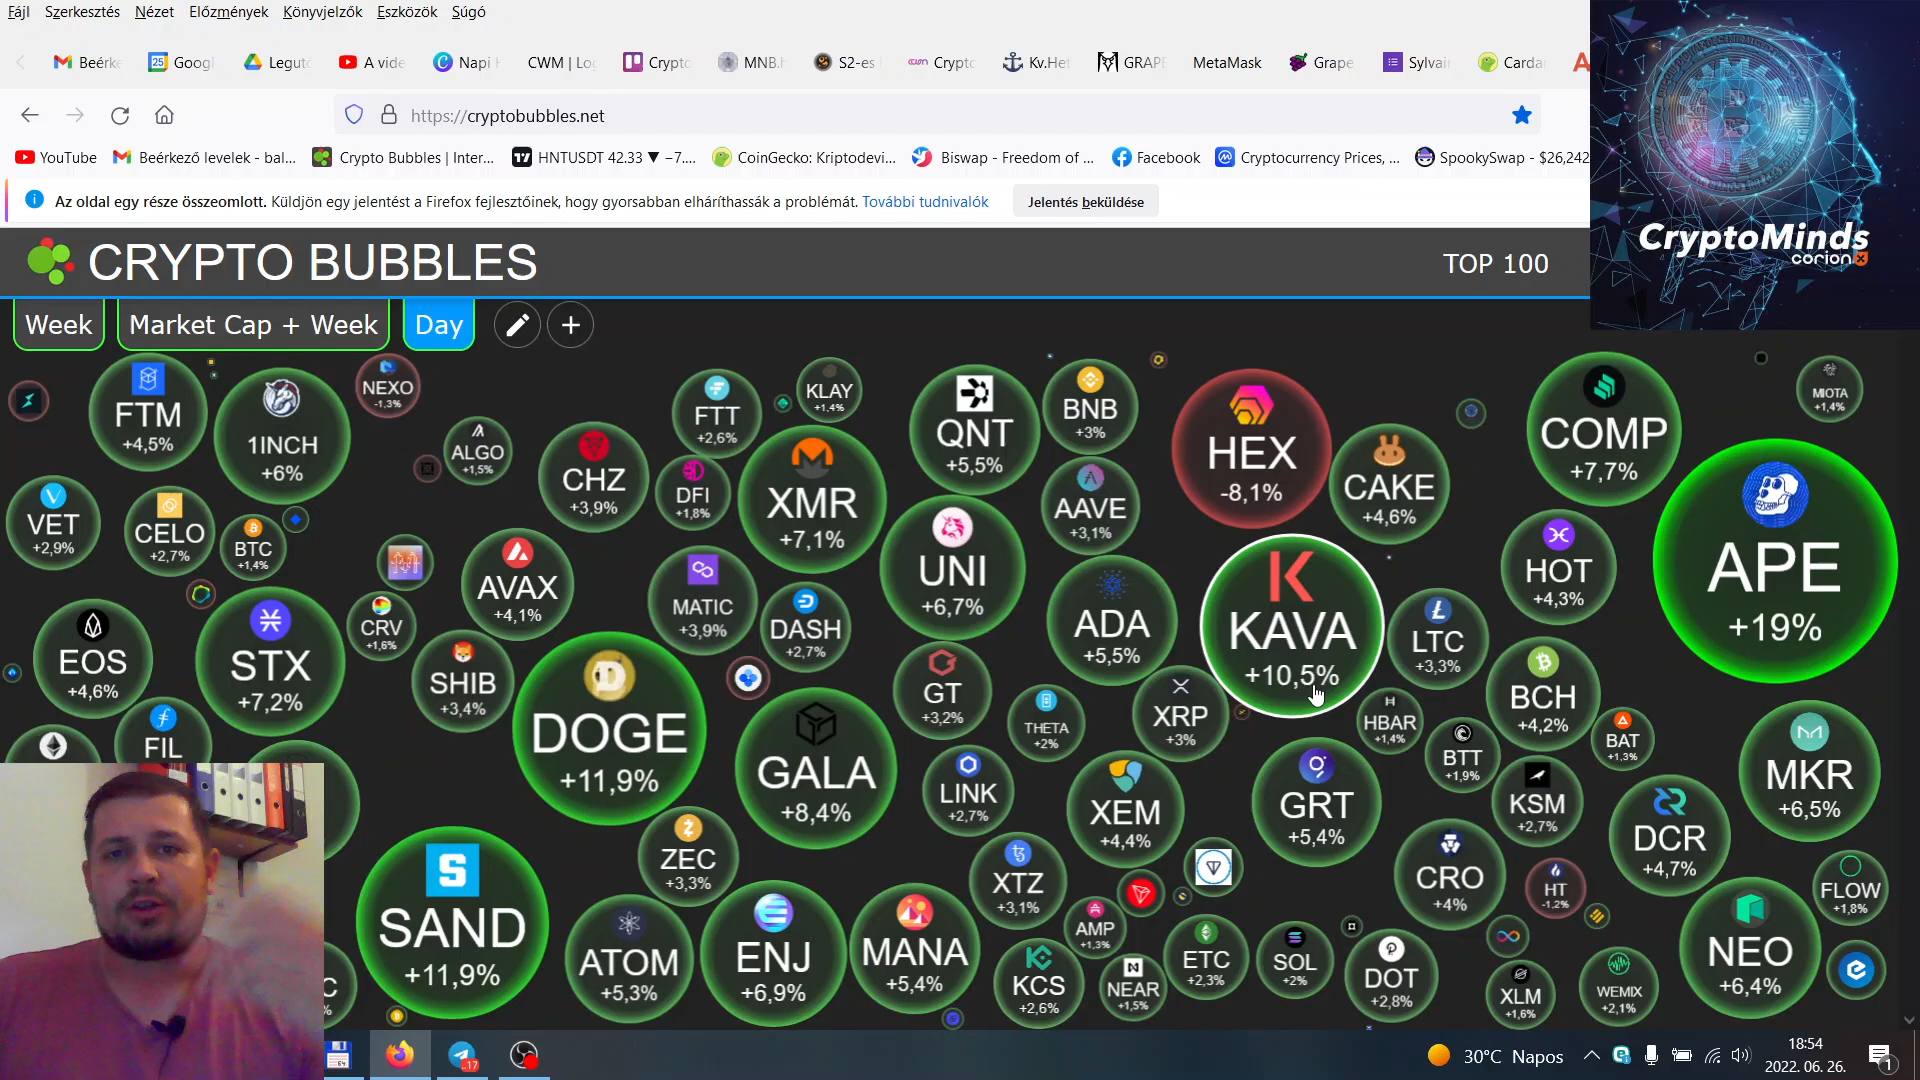 Fájl Szerkesztés Nézet Előzmények Könyvjelzők Eszközök Súgó
Beérke Googl Legut A vide Napi CWM | Lo Crypto MNB.h S2-es Crypto Kv.Het GRAPE MetaMask Grape Sylvain Cardan
https://cryptobubbles.net
YouTube Beérkező levelek - bal... Crypto Bubbles | Inter... HNTUSDT 42.33 ▼ −7.... CoinGecko: Kriptodevi... Biswap - Freedom of ... Facebook Cryptocurrency Prices, ... SpookySwap - $26,242
Az oldal egy része összeomlott. Küldjön egy jelentést a Firefox fejlesztőinek, hogy gyorsabban elháríthassák a problémát. További tudnivalók Jelentés beküldése
CryptoMinds
corion
CRYPTO BUBBLES TOP 100
Week Market Cap + Week Day
FTM
+4,5%
1INCH
+6%
NEXO
-1,3%
ALGO
+1,5%
CHZ
+3,9%
FTT
+2,6%
KLAY
+1,4%
DFI
+1,8%
XMR
+7,1%
QNT
+5,5%
BNB
+3%
AAVE
+3,1%
HEX
-8,1%
CAKE
+4,6%
COMP
+7,7%
MIOTA
+1,4%
VET
+2,9%
CELO
+2,7%
BTC
+1,4%
AVAX
+4,1%
MATIC
+3,9%
UNI
+6,7%
ADA
+5,5%
KAVA
+10,5%
HOT
+4,3%
APE
+19%
EOS
+4,6%
STX
+7,2%
CRV
+1,6%
SHIB
+3,4%
DASH
+2,7%
GT
+3,2%
THETA
+2%
XRP
+3%
LTC
+3,3%
HBAR
+1,4%
BCH
+4,2%
BAT
+1,3%
FIL
DOGE
+11,9%
GALA
+8,4%
LINK
+2,7%
XEM
+4,4%
GRT
+5,4%
BTT
+1,9%
KSM
+2,7%
DCR
+4,7%
MKR
+6,5%
SAND
+11,9%
ZEC
+3,3%
ATOM
+5,3%
ENJ
+6,9%
MANA
+5,4%
XTZ
+3,1%
AMP
+1,3%
CRO
+4%
HT
-1,2%
FLOW
+1,8%
KCS
+2,6%
NEAR
+1,5%
ETC
+2,3%
SOL
+2%
DOT
+2,8%
XLM
+1,6%
WEMIX
+2,1%
NEO
+6,4%
C
%
17
30°C Napos
18:54
2022. 06. 26.
1